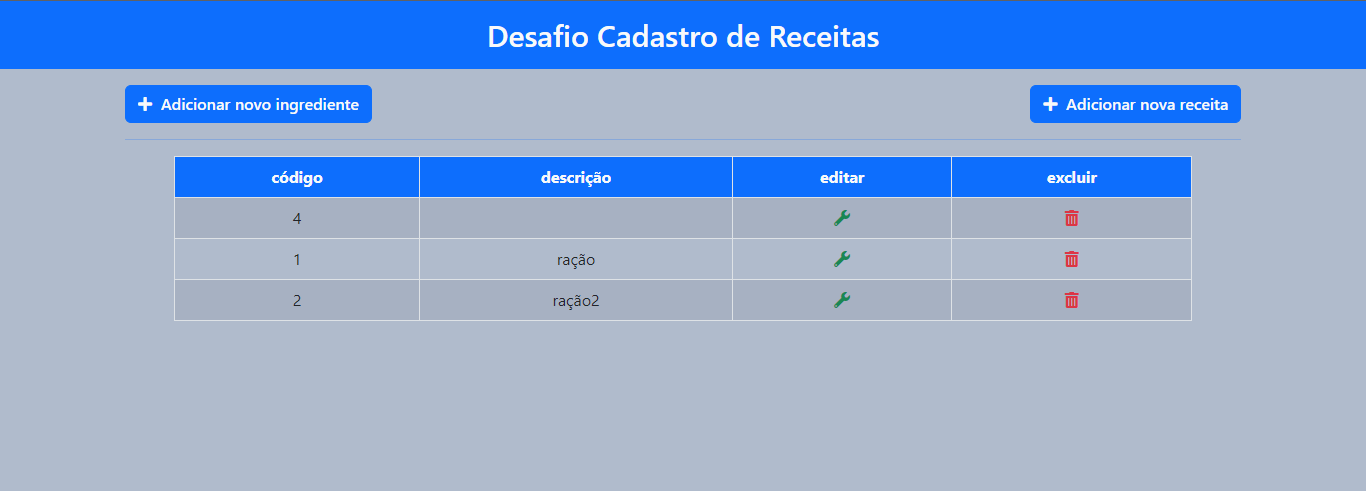 Desafio Cadastro de Receitas
Adicionar novo ingrediente Adicionar nova receita
código descrição editar excluir
4
1 ração
2 ração2